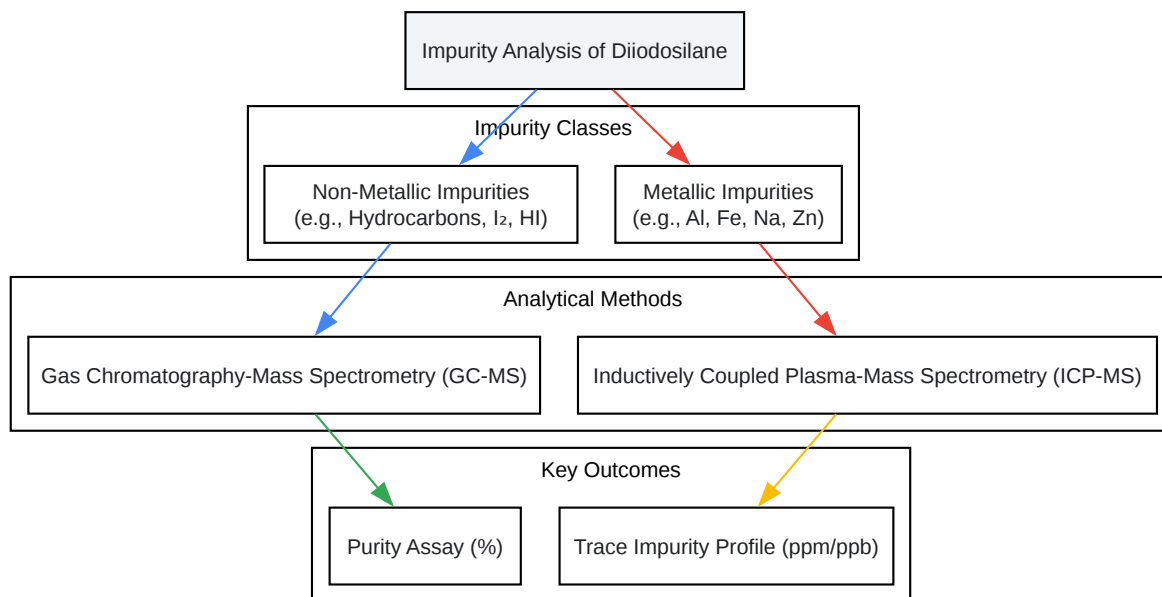 Impurity Analysis of Diiodosilane
Impurity Classes
Non-Metallic Impurities
(e.g., Hydrocarbons, I₂, HI)
Metallic Impurities
(e.g., Al, Fe, Na, Zn)
Analytical Methods
Gas Chromatography-Mass Spectrometry (GC-MS)
Inductively Coupled Plasma-Mass Spectrometry (ICP-MS)
Key Outcomes
Purity Assay (%)
Trace Impurity Profile (ppm/ppb)